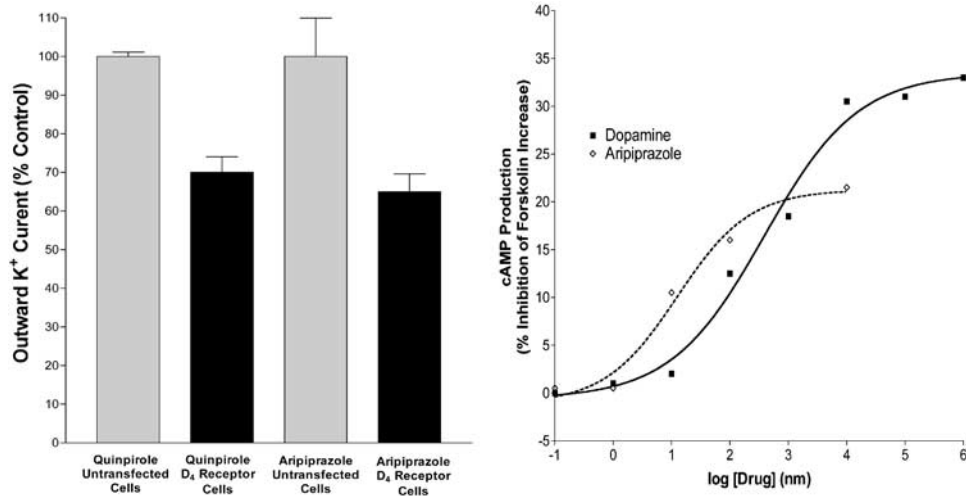 Outward K+ Curent (% Control)
110
100
90
80
70
60
50
40
30
20
10
0
Quinpirole
Untransfected
Cells
Quinpirole
D4 Receptor
Cells
Aripiprazole
Untransfected
Cells
Aripiprazole
D4 Receptor
Cells
cAMP Production
(% Inhibition of Forskolin Increase)
40
35
30
25
20
15
10
5
0
-5
Dopamine
Aripiprazole
-1
0
1
2
3
4
5
6
log [Drug] (nm)